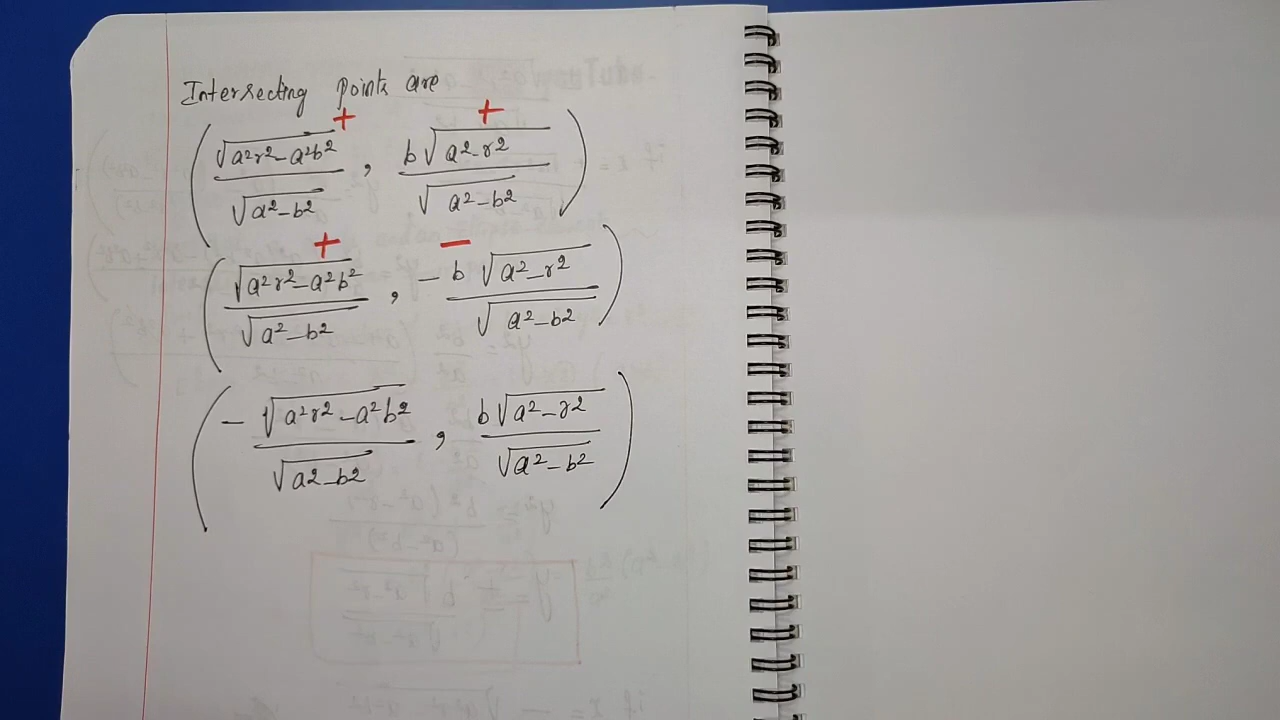 Intersecting points are
+ +
(√(a²r²-a²b²)/√(a²-b²), b√(a²-r²)/√(a²-b²))
+ −
(√(a²r²-a²b²)/√(a²-b²), -b√(a²-r²)/√(a²-b²))
(-√(a²r²-a²b²)/√(a²-b²), b√(a²-r²)/√(a²-b²))